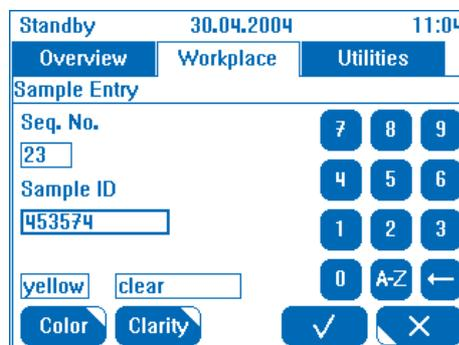 Standby 30.04.2004 11:04
Overview Workplace Utilities
Sample Entry
Seq. No.
23
Sample ID
453574
yellow clear
Color Clarity
7 8 9
4 5 6
1 2 3
0 A-Z ←
✓ ✕